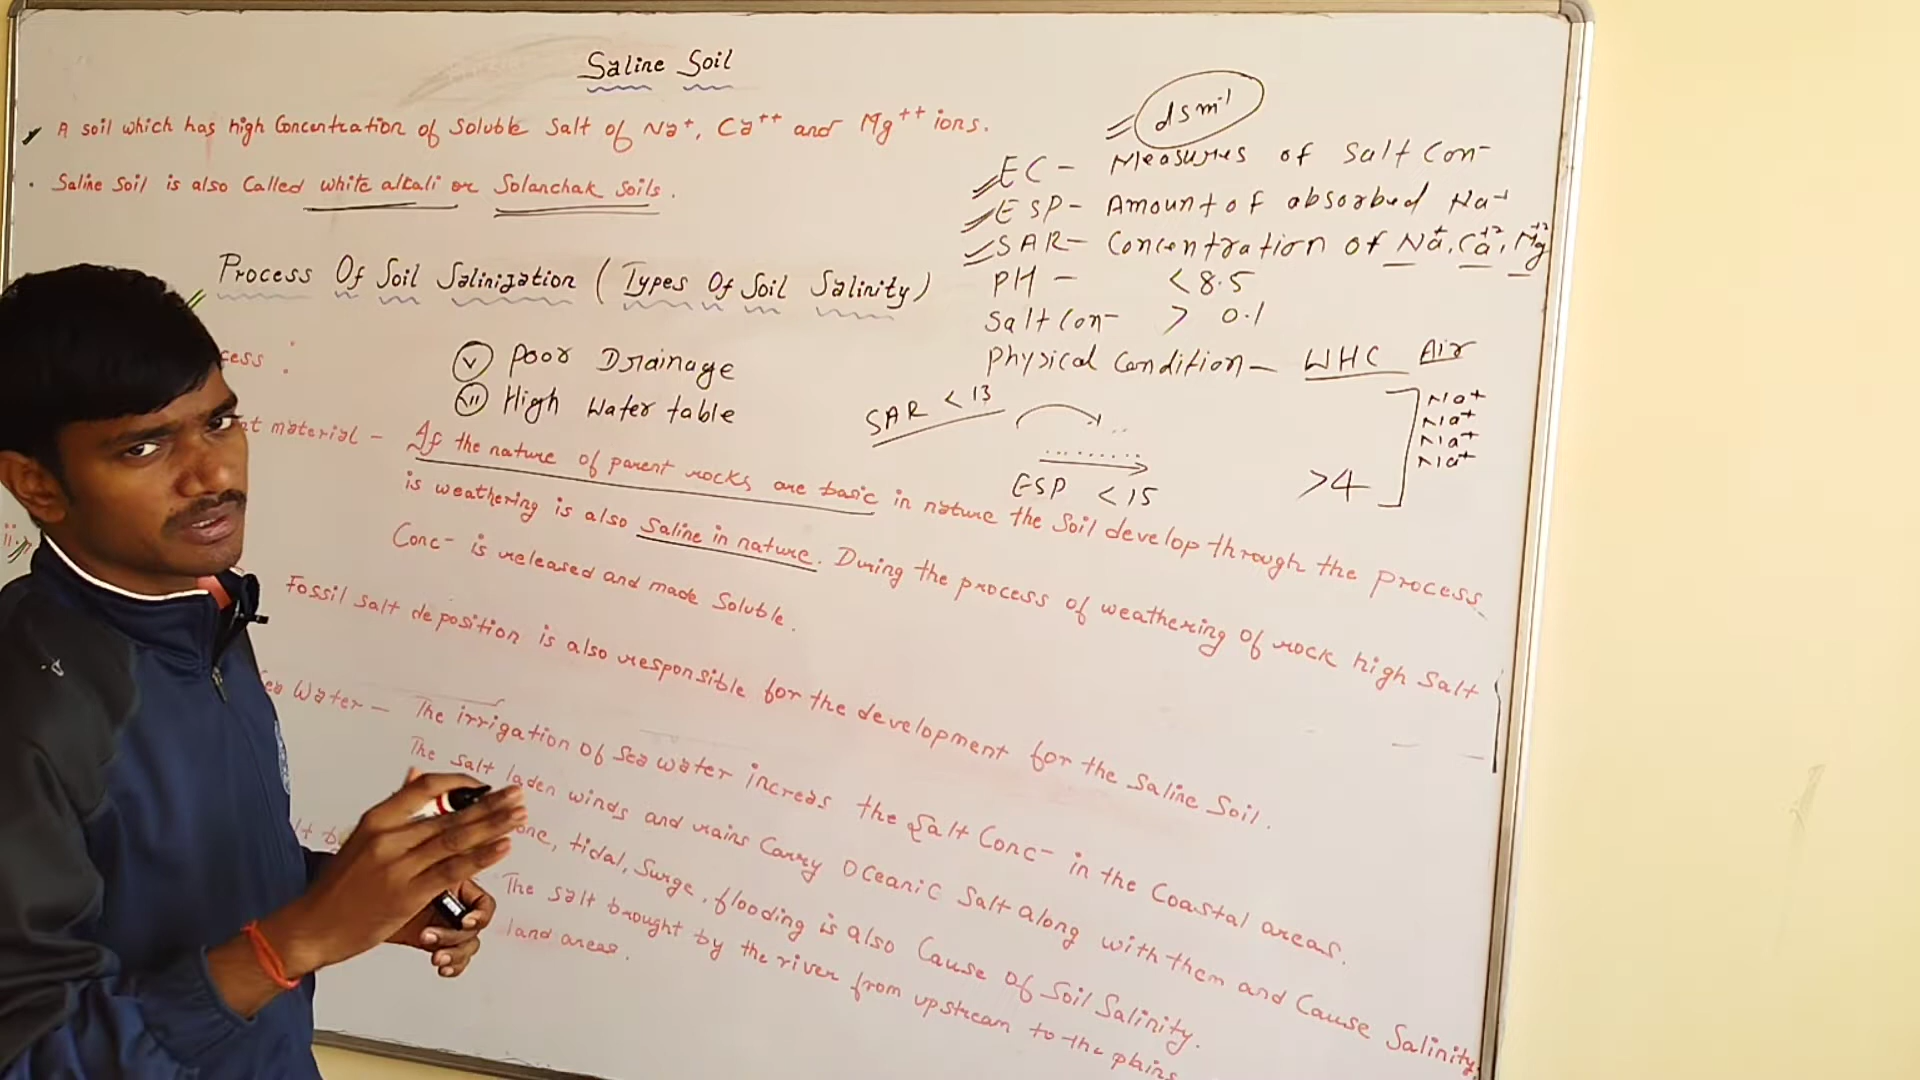 Saline Soil
A soil which has high Concentration of Soluble Salt of Na+, Ca++ and Mg++ ions.
Saline Soil is also Called white alkali or Solanchak Soils.
dsm-1
EC - Measures of Salt Con-
ESP - Amount of absorbed Na+
SAR - Concentration of Na+, Ca+2, Mg+2
PH - < 8.5
Salt Con- > 0.1
Physical Condition - WHC Air
Process Of Soil Salinization (Types Of Soil Salinity)
cess :
Poor Drainage
High Water table
SAR < 13
ESP < 15
>4
Na+
Na+
Na+
Na+
nt material - If the nature of parent rocks are basic in nature the Soil develop through the process
is weathering is also Saline in nature. During the process of weathering of rock high Salt
Conc- is released and made Soluble.
ii.
Fossil salt deposition is also responsible for the development for the Saline Soil.
Sea Water - The irrigation of Sea water increas the Salt Conc- in the Coastal areas.
The Salt laden winds and rains Carry Oceanic Salt along with them and Cause Salinity
one, tidal, Surge, flooding is also Cause of Soil Salinity.
The Salt brought by the river from upstream to the plains
land areas.